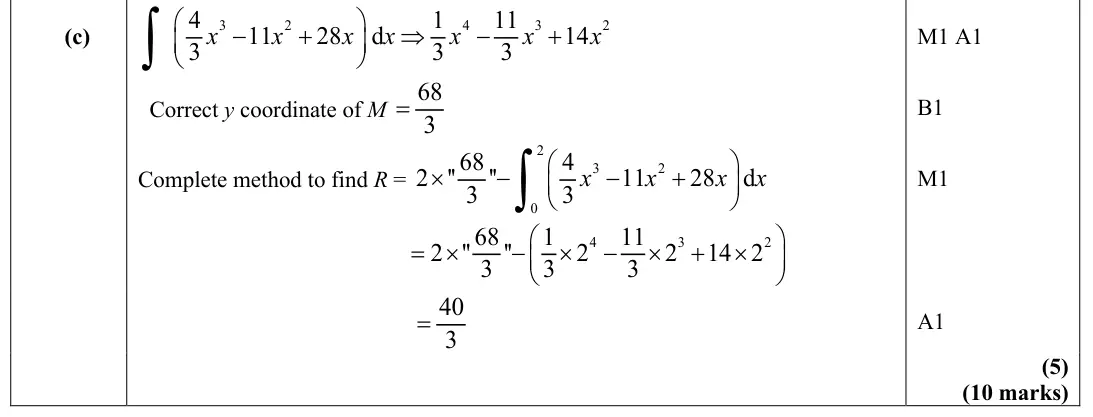 (c) ∫ (4/3 x³ − 11x² + 28x) dx ⇒ 1/3 x⁴ − 11/3 x³ + 14x² M1 A1
Correct y coordinate of M = 68/3 B1
Complete method to find R = 2×"68/3"− ∫₀² (4/3 x³ − 11x² + 28x) dx M1
= 2×"68/3"−(1/3 ×2⁴ − 11/3 ×2³ + 14×2²)
= 40/3 A1
(5)
(10 marks)